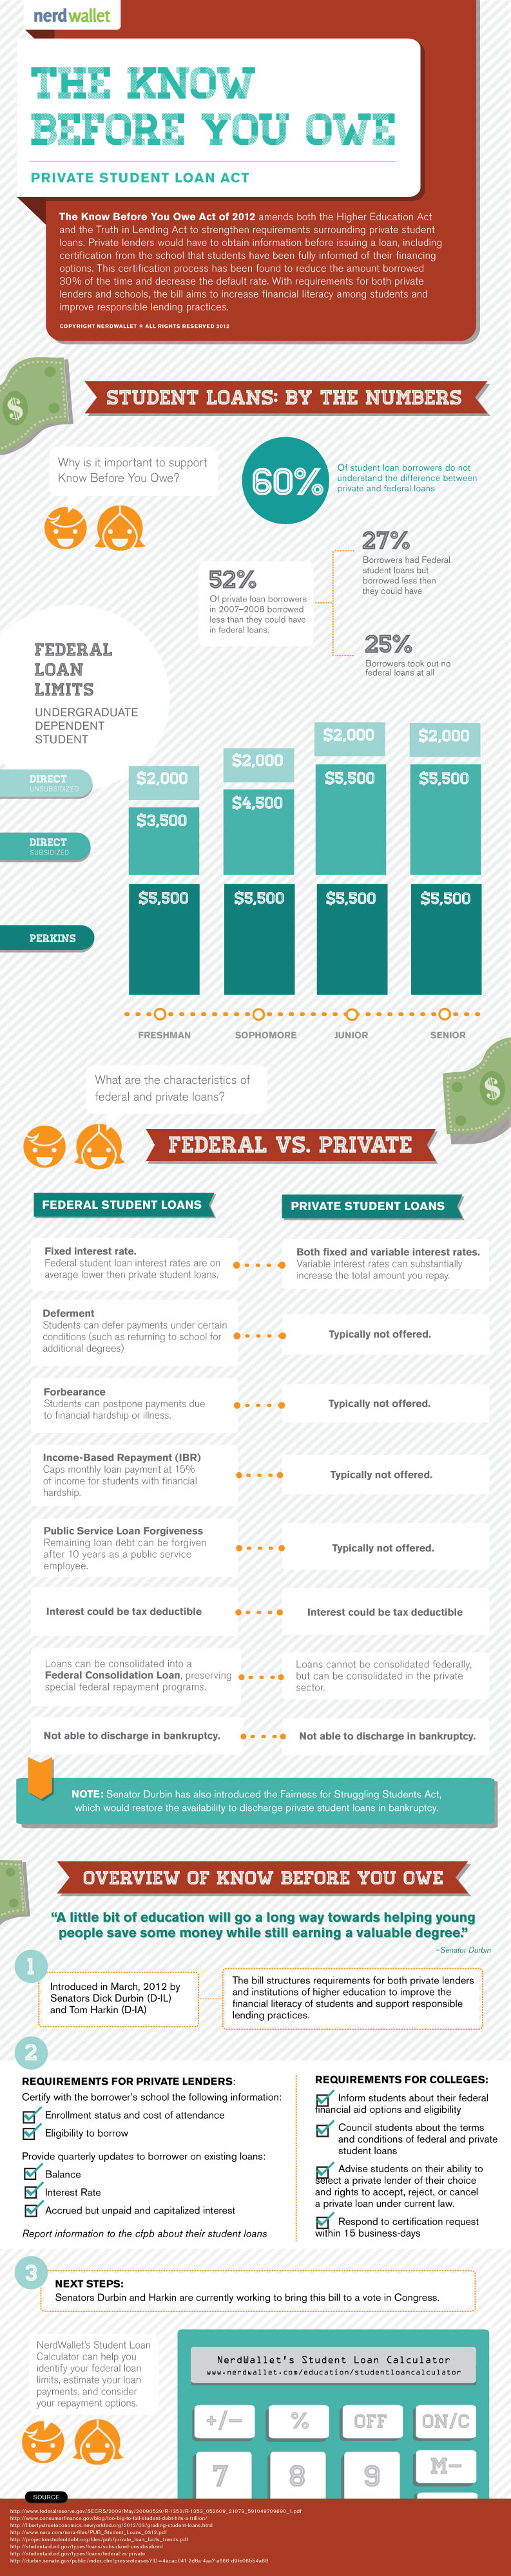 nerdwallet
THE KNOW
BEFORE YOU OWE
PRIVATE STUDENT LOAN ACT
The Know Before You Owe Act of 2012 amends both the Higher Education Act
and the Truth in Lending Act to strengthen requirements surrounding private student
loans. Private lenders would have to obtain information before issuing a loan, including
certification from the school that students have been fully informed of their financing
options. This certification process has been found to reduce the amount borrowed
30% of the time and decrease the default rate. With requirements for both private
lenders and schools, the bill aims to increase financial literacy among students and
improve responsible lending practices.
COPYRIGHT NERDWALLET © ALL RIGHTS RESERVED 2012
$
STUDENT LOANS: BY THE NUMBERS
Why is it important to support
Know Before You Owe?
60%
Of student loan borrowers do not
understand the difference between
private and federal loans
52%
Of private loan borrowers
in 2007–2008 borrowed
less than they could have
in federal loans.
27%
Borrowers had Federal
student loans but
borrowed less then
they could have
25%
Borrowers took out no
federal loans at all
FEDERAL
LOAN
LIMITS
UNDERGRADUATE
DEPENDENT
STUDENT
DIRECT
UNSUBSIDIZED
$2,000
$2,000
$2,000
$2,000
DIRECT
SUBSIDIZED
$3,500
$4,500
$5,500
$5,500
PERKINS
$5,500
$5,500
$5,500
$5,500
FRESHMAN
SOPHOMORE
JUNIOR
SENIOR
What are the characteristics of
federal and private loans?
$
FEDERAL VS. PRIVATE
FEDERAL STUDENT LOANS
PRIVATE STUDENT LOANS
Fixed interest rate.
Federal student loan interest rates are on
average lower then private student loans.
Both fixed and variable interest rates.
Variable interest rates can substantially
increase the total amount you repay.
Deferment
Students can defer payments under certain
conditions (such as returning to school for
additional degrees)
Typically not offered.
Forbearance
Students can postpone payments due
to financial hardship or illness.
Typically not offered.
Income-Based Repayment (IBR)
Caps monthly loan payment at 15%
of income for students with financial
hardship.
Typically not offered.
Public Service Loan Forgiveness
Remaining loan debt can be forgiven
after 10 years as a public service
employee.
Typically not offered.
Interest could be tax deductible
Interest could be tax deductible
Loans can be consolidated into a
Federal Consolidation Loan, preserving
special federal repayment programs.
Loans cannot be consolidated federally,
but can be consolidated in the private
sector.
Not able to discharge in bankruptcy.
Not able to discharge in bankruptcy.
NOTE: Senator Durbin has also introduced the Fairness for Struggling Students Act,
which would restore the availability to discharge private student loans in bankruptcy.
OVERVIEW OF KNOW BEFORE YOU OWE
“A little bit of education will go a long way towards helping young
people save some money while still earning a valuable degree.”
–Senator Durbin
1
Introduced in March, 2012 by
Senators Dick Durbin (D-IL)
and Tom Harkin (D-IA)
The bill structures requirements for both private lenders
and institutions of higher education to improve the
financial literacy of students and support responsible
lending practices.
2
REQUIREMENTS FOR PRIVATE LENDERS:
Certify with the borrower's school the following information:
Enrollment status and cost of attendance
Eligibility to borrow
Provide quarterly updates to borrower on existing loans:
Balance
Interest Rate
Accrued but unpaid and capitalized interest
Report information to the cfpb about their student loans
REQUIREMENTS FOR COLLEGES:
Inform students about their federal
financial aid options and eligibility
Council students about the terms
and conditions of federal and private
student loans
Advise students on their ability to
select a private lender of their choice
and rights to accept, reject, or cancel
a private loan under current law.
Respond to certification request
within 15 business-days
3
NEXT STEPS:
Senators Durbin and Harkin are currently working to bring this bill to a vote in Congress.
NerdWallet's Student Loan
Calculator can help you
identify your federal loan
limits, estimate your loan
payments, and consider
your repayment options.
NerdWallet's Student Loan Calculator
www.nerdwallet.com/education/studentloancalculator
+/−
%
OFF
ON/C
7
8
9
M−
SOURCE